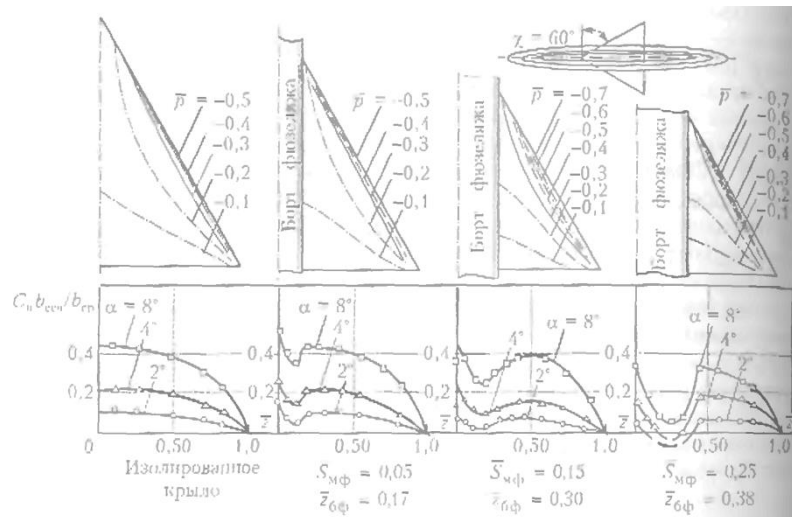 χ = 60°
p̄ = -0,5
-0,4
-0,3
-0,2
-0,1
Борт фюзеляжа
p̄ = -0,5
-0,4
-0,3
-0,2
-0,1
Борт фюзеляжа
p̄ = -0,7
-0,6
-0,5
-0,4
-0,3
-0,2
-0,1
Борт фюзеляжа
p̄ = -0,7
-0,6
-0,5
-0,4
-0,3
-0,2
-0,1
α = 8°
4°
2°
0,4
0,2
α = 8°
4°
2°
0,4
0,2
α = 8°
4°
2°
0,4
0,2
α = 8°
4°
2°
0,4
0,2
0 0,50 z̄ 1.0 0,50 z̄ 1.0 0,50 z̄ 1.0 0,50 z̄ 1.0
Изолированное
крыло
S̄мф = 0,05
z̄бф = 0,17
S̄мф = 0,15
z̄бф = 0,30
S̄мф = 0,25
z̄бф = 0,38